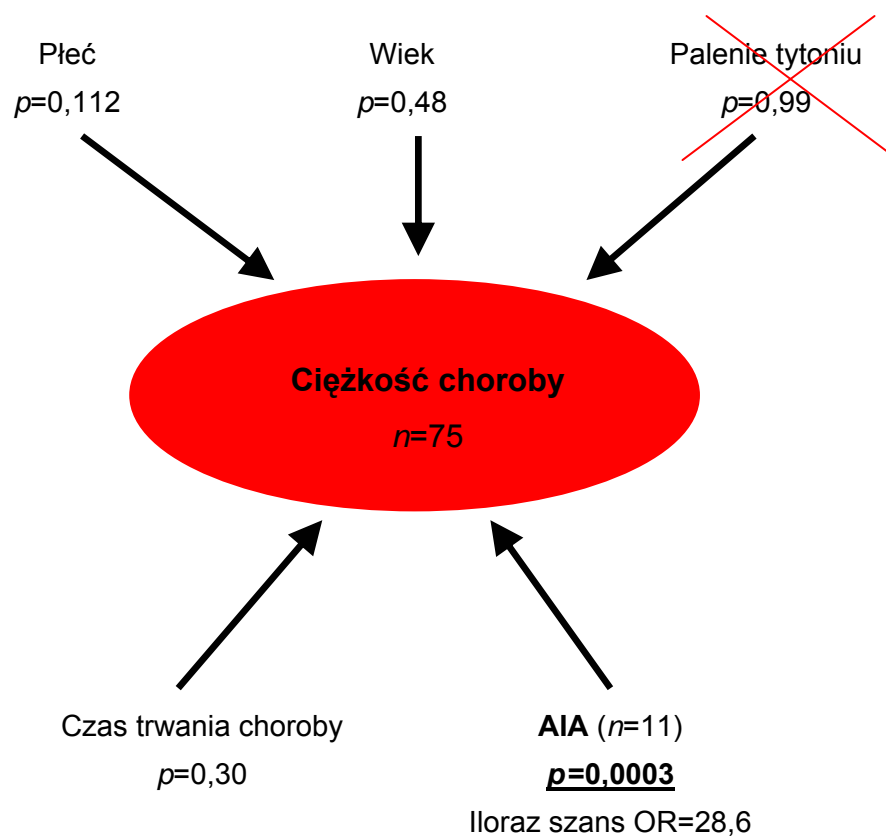 Płeć
p=0,112
Wiek
p=0,48
Palenie tytoniu
p=0,99
Ciężkość choroby
n=75
Czas trwania choroby
p=0,30
AIA (n=11)
p=0,0003
Iloraz szans OR=28,6